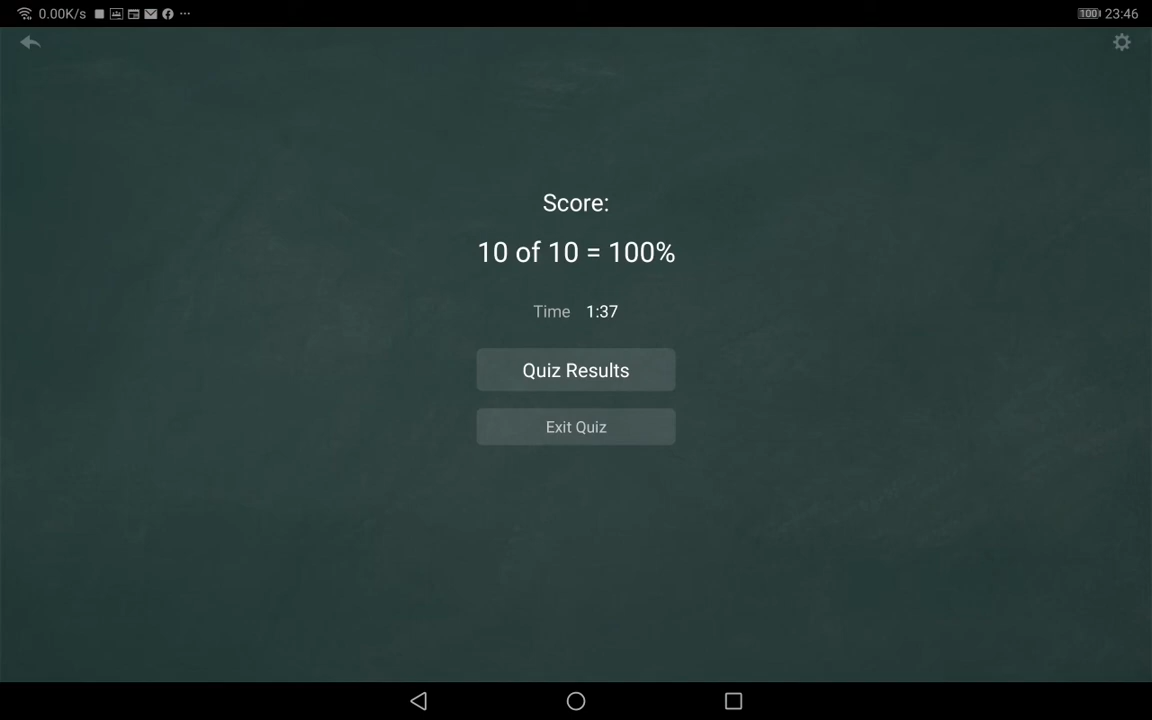 0.00K/s ... 100 23:46
Score:
10 of 10 = 100%
Time 1:37
Quiz Results
Exit Quiz